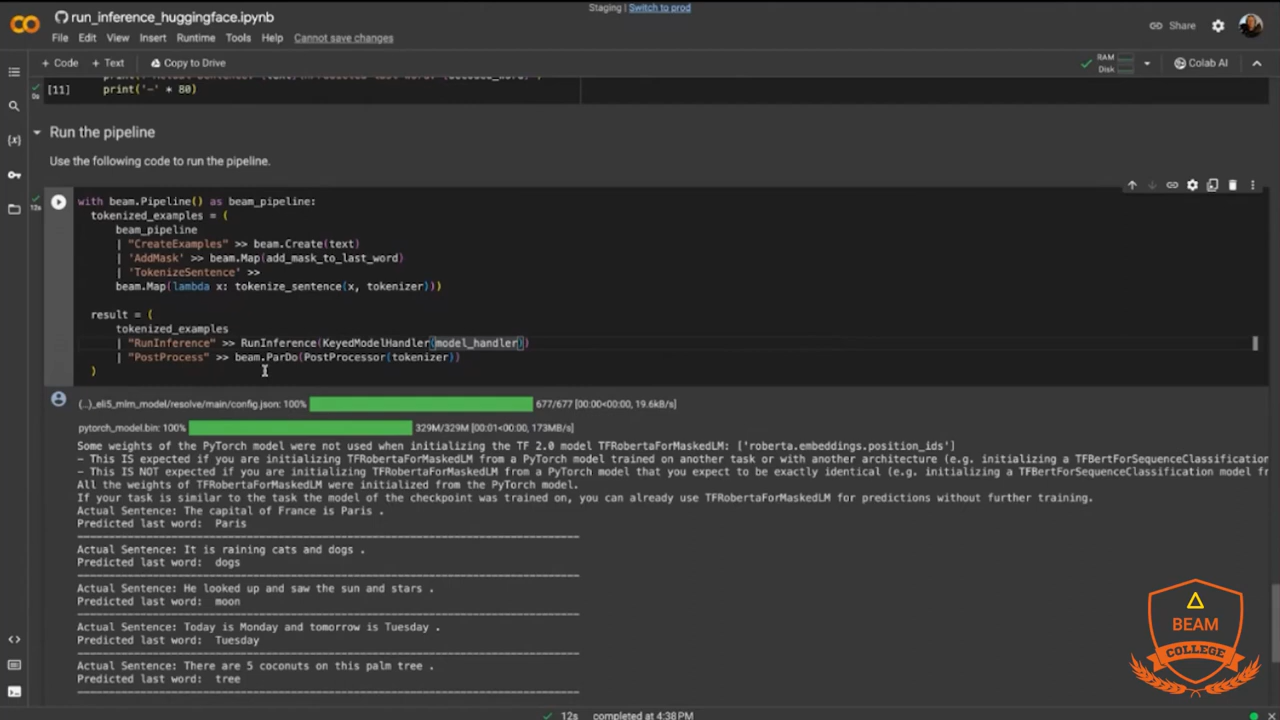 Staging | Switch to prod
run_inference_huggingface.ipynb
Share
File Edit View Insert Runtime Tools Help Cannot save changes
+ Code + Text Copy to Drive
RAM
Disk
Colab AI
[11] print('-' * 80)
0s
Run the pipeline
Use the following code to run the pipeline.
12s
with beam.Pipeline() as beam_pipeline:
tokenized_examples = (
beam_pipeline
| "CreateExamples" >> beam.Create(text)
| 'AddMask' >> beam.Map(add_mask_to_last_word)
| 'TokenizeSentence' >>
beam.Map(lambda x: tokenize_sentence(x, tokenizer)))
result = (
tokenized_examples
| "RunInference" >> RunInference(KeyedModelHandler(model_handler))
| "PostProcess" >> beam.ParDo(PostProcessor(tokenizer))
)
(…)_eli5_mlm_model/resolve/main/config.json: 100% 677/677 [00:00<00:00, 19.6kB/s]
pytorch_model.bin: 100% 329M/329M [00:01<00:00, 173MB/s]
Some weights of the PyTorch model were not used when initializing the TF 2.0 model TFRobertaForMaskedLM: ['roberta.embeddings.position_ids']
- This IS expected if you are initializing TFRobertaForMaskedLM from a PyTorch model trained on another task or with another architecture (e.g. initializing a TFBertForSequenceClassification
- This IS NOT expected if you are initializing TFRobertaForMaskedLM from a PyTorch model that you expect to be exactly identical (e.g. initializing a TFBertForSequenceClassification model fr
All the weights of TFRobertaForMaskedLM were initialized from the PyTorch model.
If your task is similar to the task the model of the checkpoint was trained on, you can already use TFRobertaForMaskedLM for predictions without further training.
Actual Sentence: The capital of France is Paris .
Predicted last word: Paris
--------------------------------------------------------------------------------
Actual Sentence: It is raining cats and dogs .
Predicted last word: dogs
--------------------------------------------------------------------------------
Actual Sentence: He looked up and saw the sun and stars .
Predicted last word: moon
--------------------------------------------------------------------------------
Actual Sentence: Today is Monday and tomorrow is Tuesday .
Predicted last word: Tuesday
--------------------------------------------------------------------------------
Actual Sentence: There are 5 coconuts on this palm tree .
Predicted last word: tree
--------------------------------------------------------------------------------
BEAM
COLLEGE
12s completed at 4:38PM